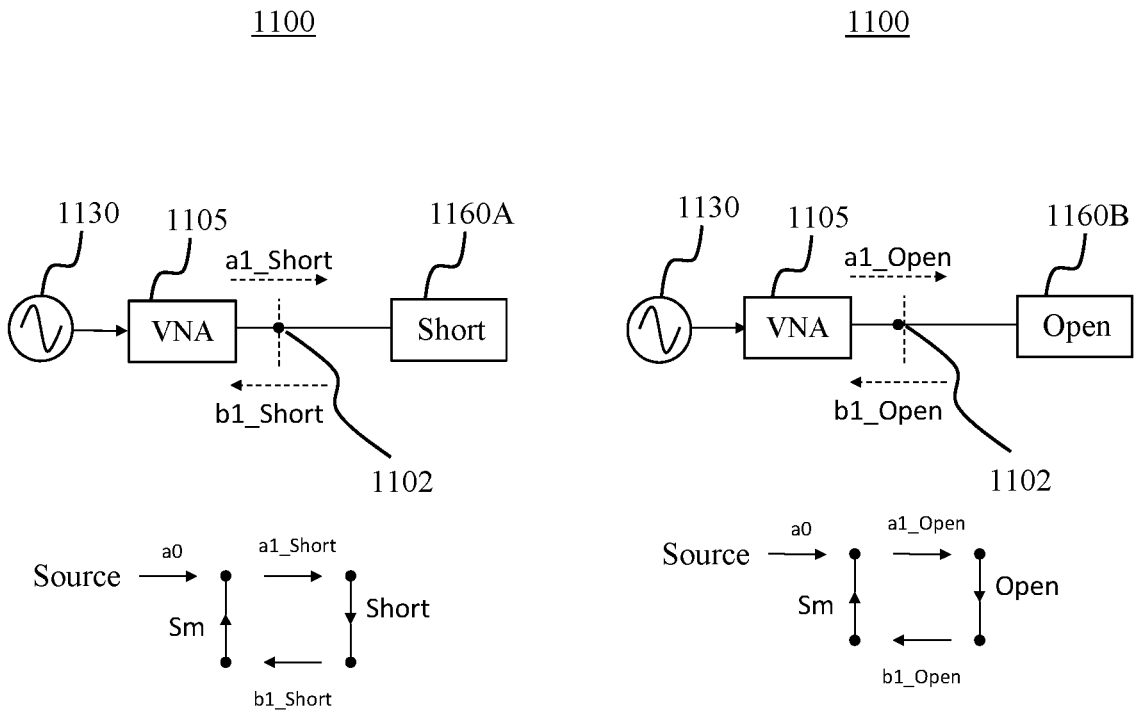 1100
1130
1105
1160A
a1_Short
VNA
Short
b1_Short
1102
Source
a0
a1_Short
Sm
Short
b1_Short
1100
1130
1105
1160B
a1_Open
VNA
Open
b1_Open
1102
Source
a0
a1_Open
Sm
Open
b1_Open